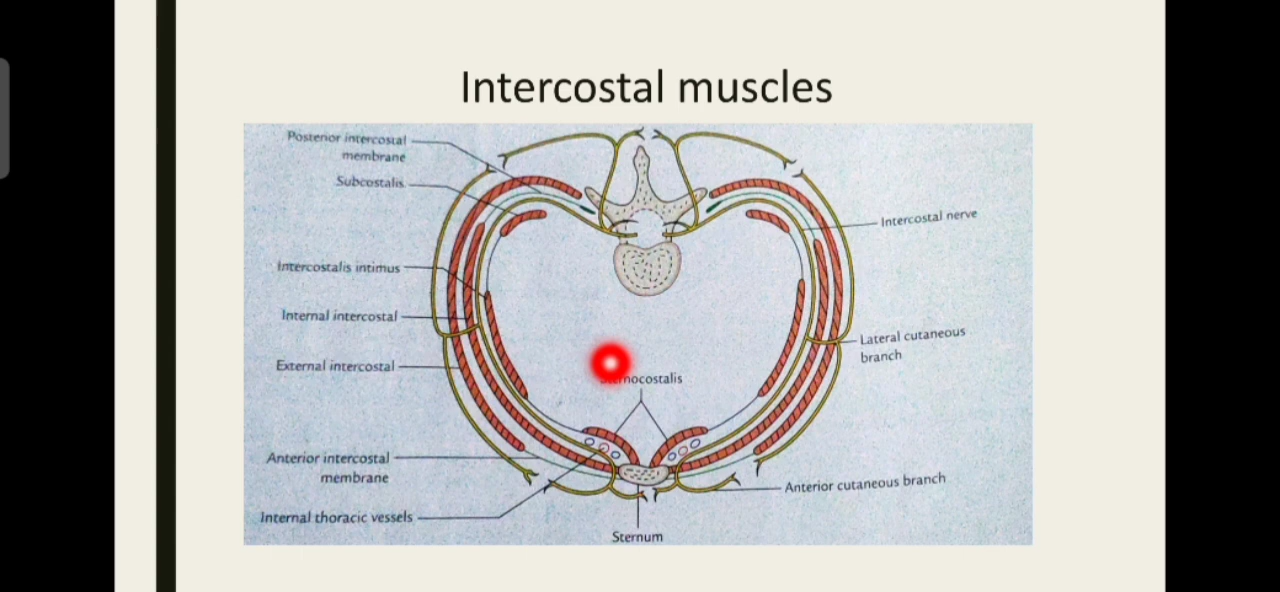 Intercostal muscles
Posterior intercostal
membrane
Subcostalis
Intercostal nerve
Intercostalis intimus
Internal intercostal
Lateral cutaneous
branch
External intercostal
Anterior intercostal
membrane
Anterior cutaneous branch
Internal thoracic vessels
Sternum